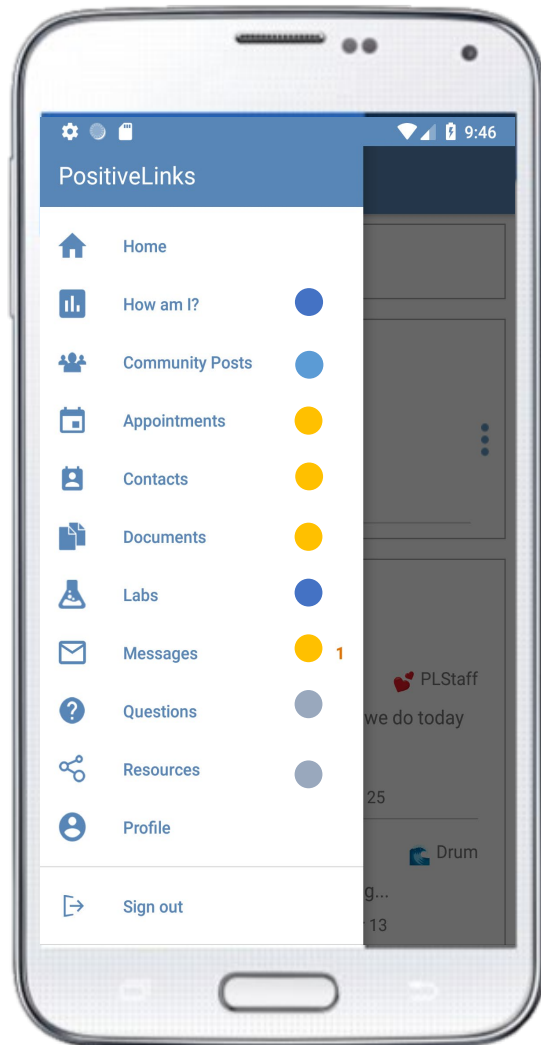 9:46
PositiveLinks
Home
How am I?
Community Posts
Appointments
Contacts
Documents
Labs
Messages 1
PLStaff
Questions
we do today
Resources
25
Profile
Drum
g...
Sign out
13